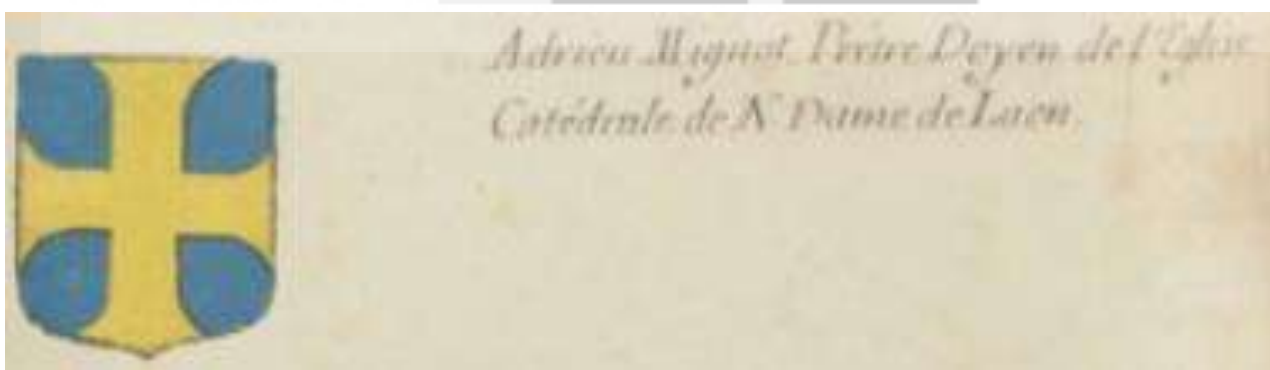 Adrien Mignot Prêtre Doyen de l'Eglise
Catédrale de N Dame de Laon.